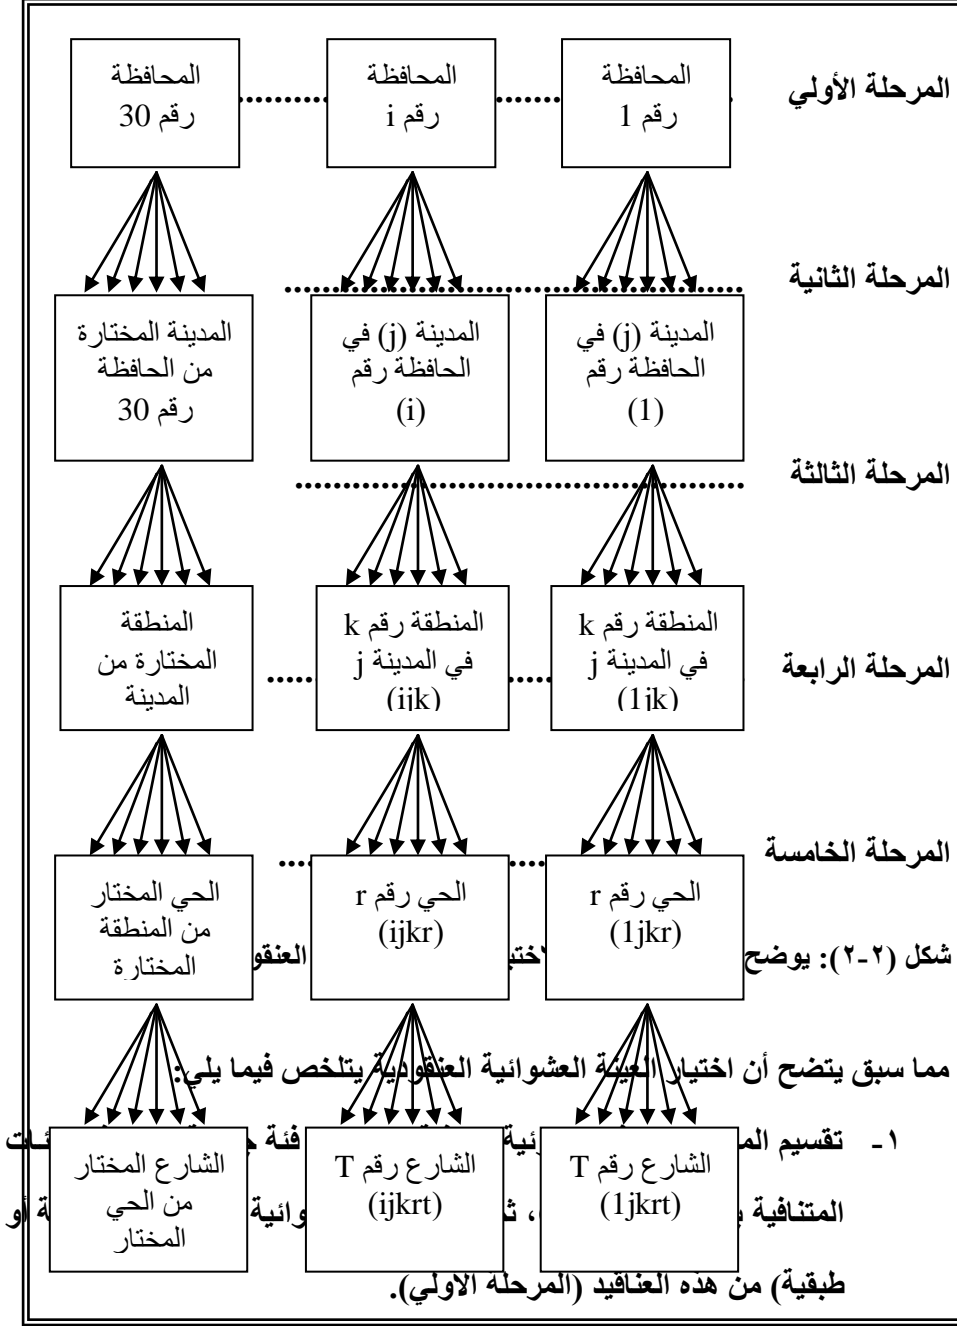 المرحلة الأولي
المحافظة
رقم 1
المحافظة
رقم i
المحافظة
رقم 30
المرحلة الثانية
المدينة (j) في
الحافظة رقم
(1)
المدينة (j) في
الحافظة رقم
(i)
المدينة المختارة
من الحافظة
رقم 30
المرحلة الثالثة
المرحلة الرابعة
المنطقة رقم k
في المدينة j
(1jk)
المنطقة رقم k
في المدينة j
(ijk)
المنطقة
المختارة من
المدينة
المرحلة الخامسة
الحي رقم r
(1jkr)
الحي رقم r
(ijkr)
الحي المختار
من المنطقة
المختارة
شكل (٢-٢): يوضح
مما سبق يتضح أن اختيار العينة العشوائية العنقودية يتلخص فيما يلي:
١- تقسيم فئة
الشارع رقم T
(1jkrt)
الشارع رقم T
(ijkrt)
الشارع المختار
من الحي
المختار
المتنافية أو
طبقية) من هذه العناقيد (المرحلة الاولي).